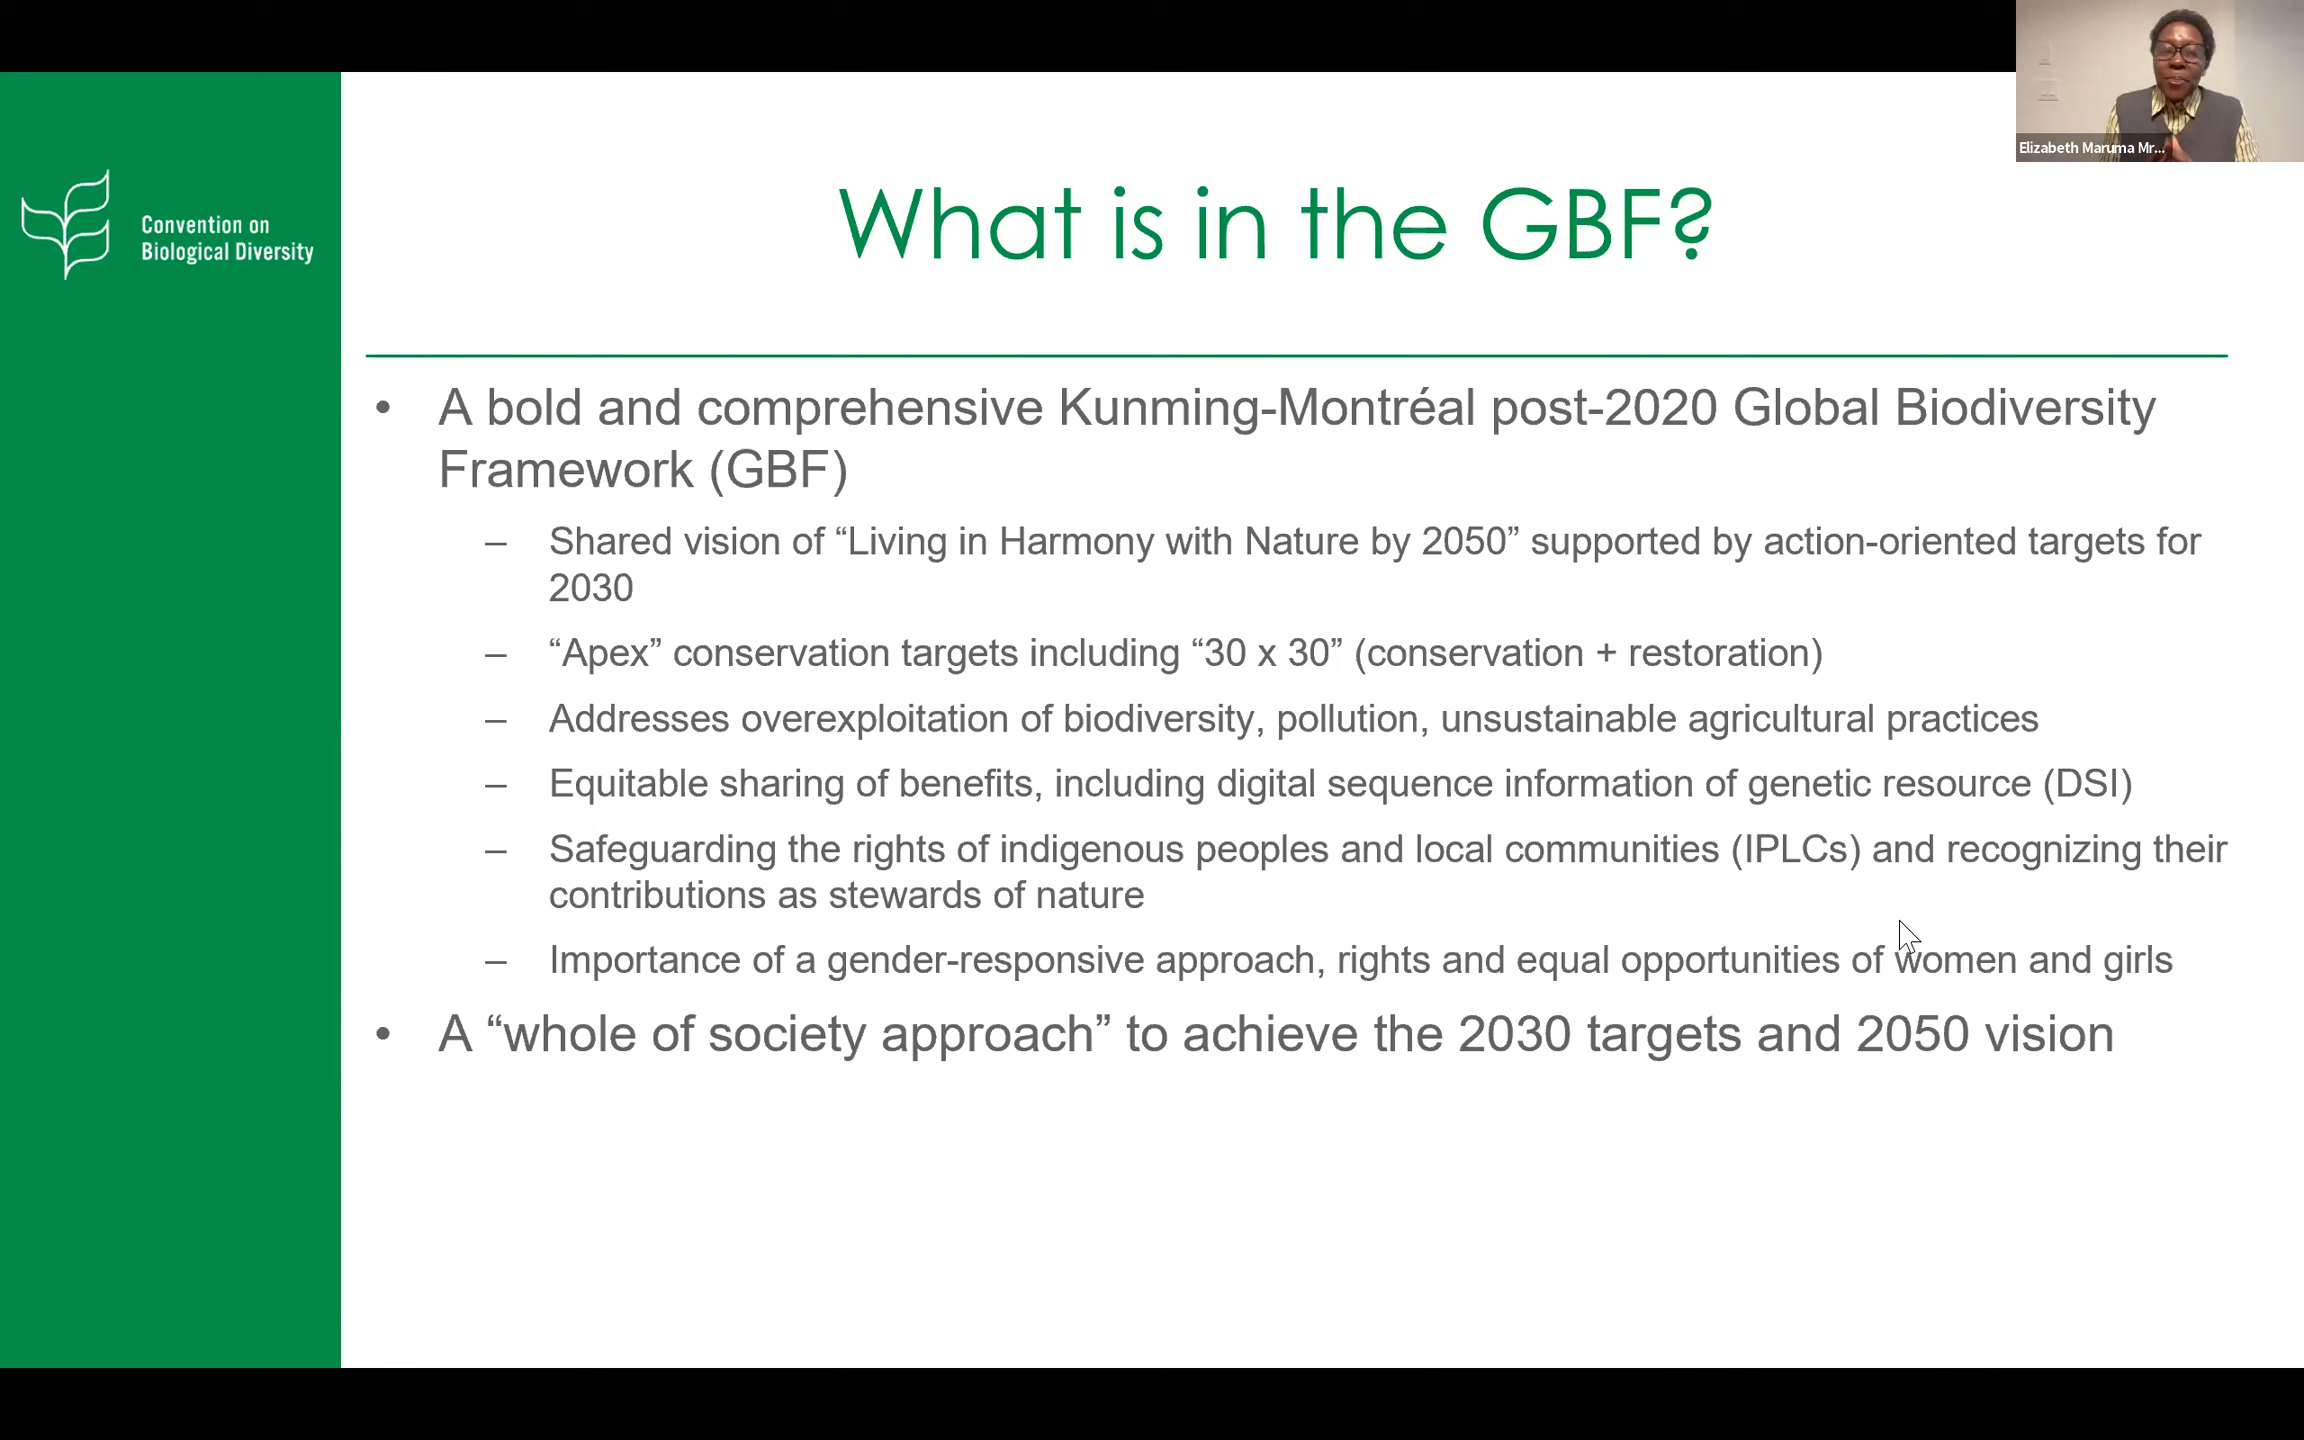 Elizabeth Maruma Mr...
Convention on
Biological Diversity
What is in the GBF?
• A bold and comprehensive Kunming-Montréal post-2020 Global Biodiversity
Framework (GBF)
– Shared vision of “Living in Harmony with Nature by 2050” supported by action-oriented targets for
2030
– “Apex” conservation targets including “30 x 30” (conservation + restoration)
– Addresses overexploitation of biodiversity, pollution, unsustainable agricultural practices
– Equitable sharing of benefits, including digital sequence information of genetic resource (DSI)
– Safeguarding the rights of indigenous peoples and local communities (IPLCs) and recognizing their
contributions as stewards of nature
– Importance of a gender-responsive approach, rights and equal opportunities of women and girls
• A “whole of society approach” to achieve the 2030 targets and 2050 vision